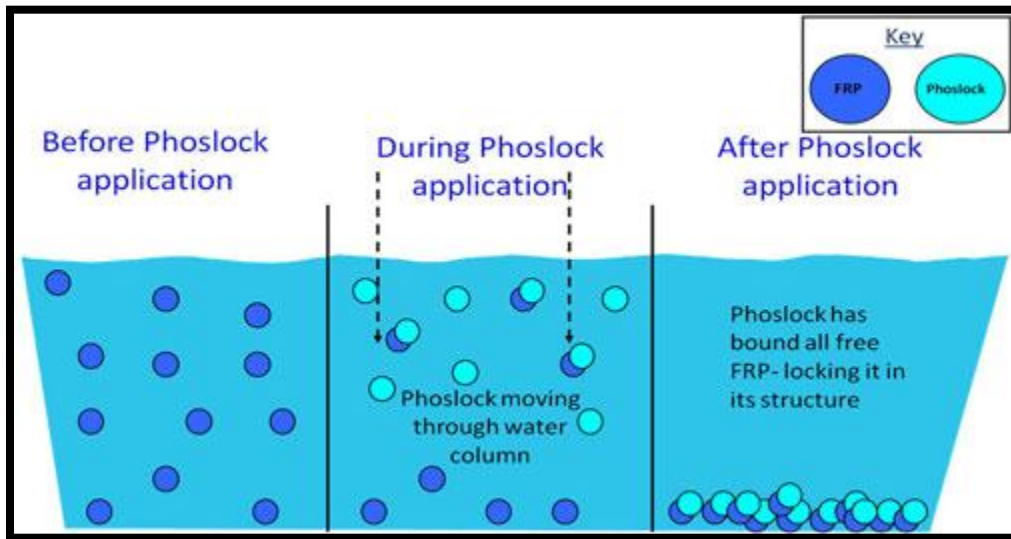 Key
FRP
Phoslock
Before Phoslock
application
During Phoslock
application
After Phoslock
application
Phoslock moving
through water
column
Phoslock has
bound all free
FRP- locking it in
its structure